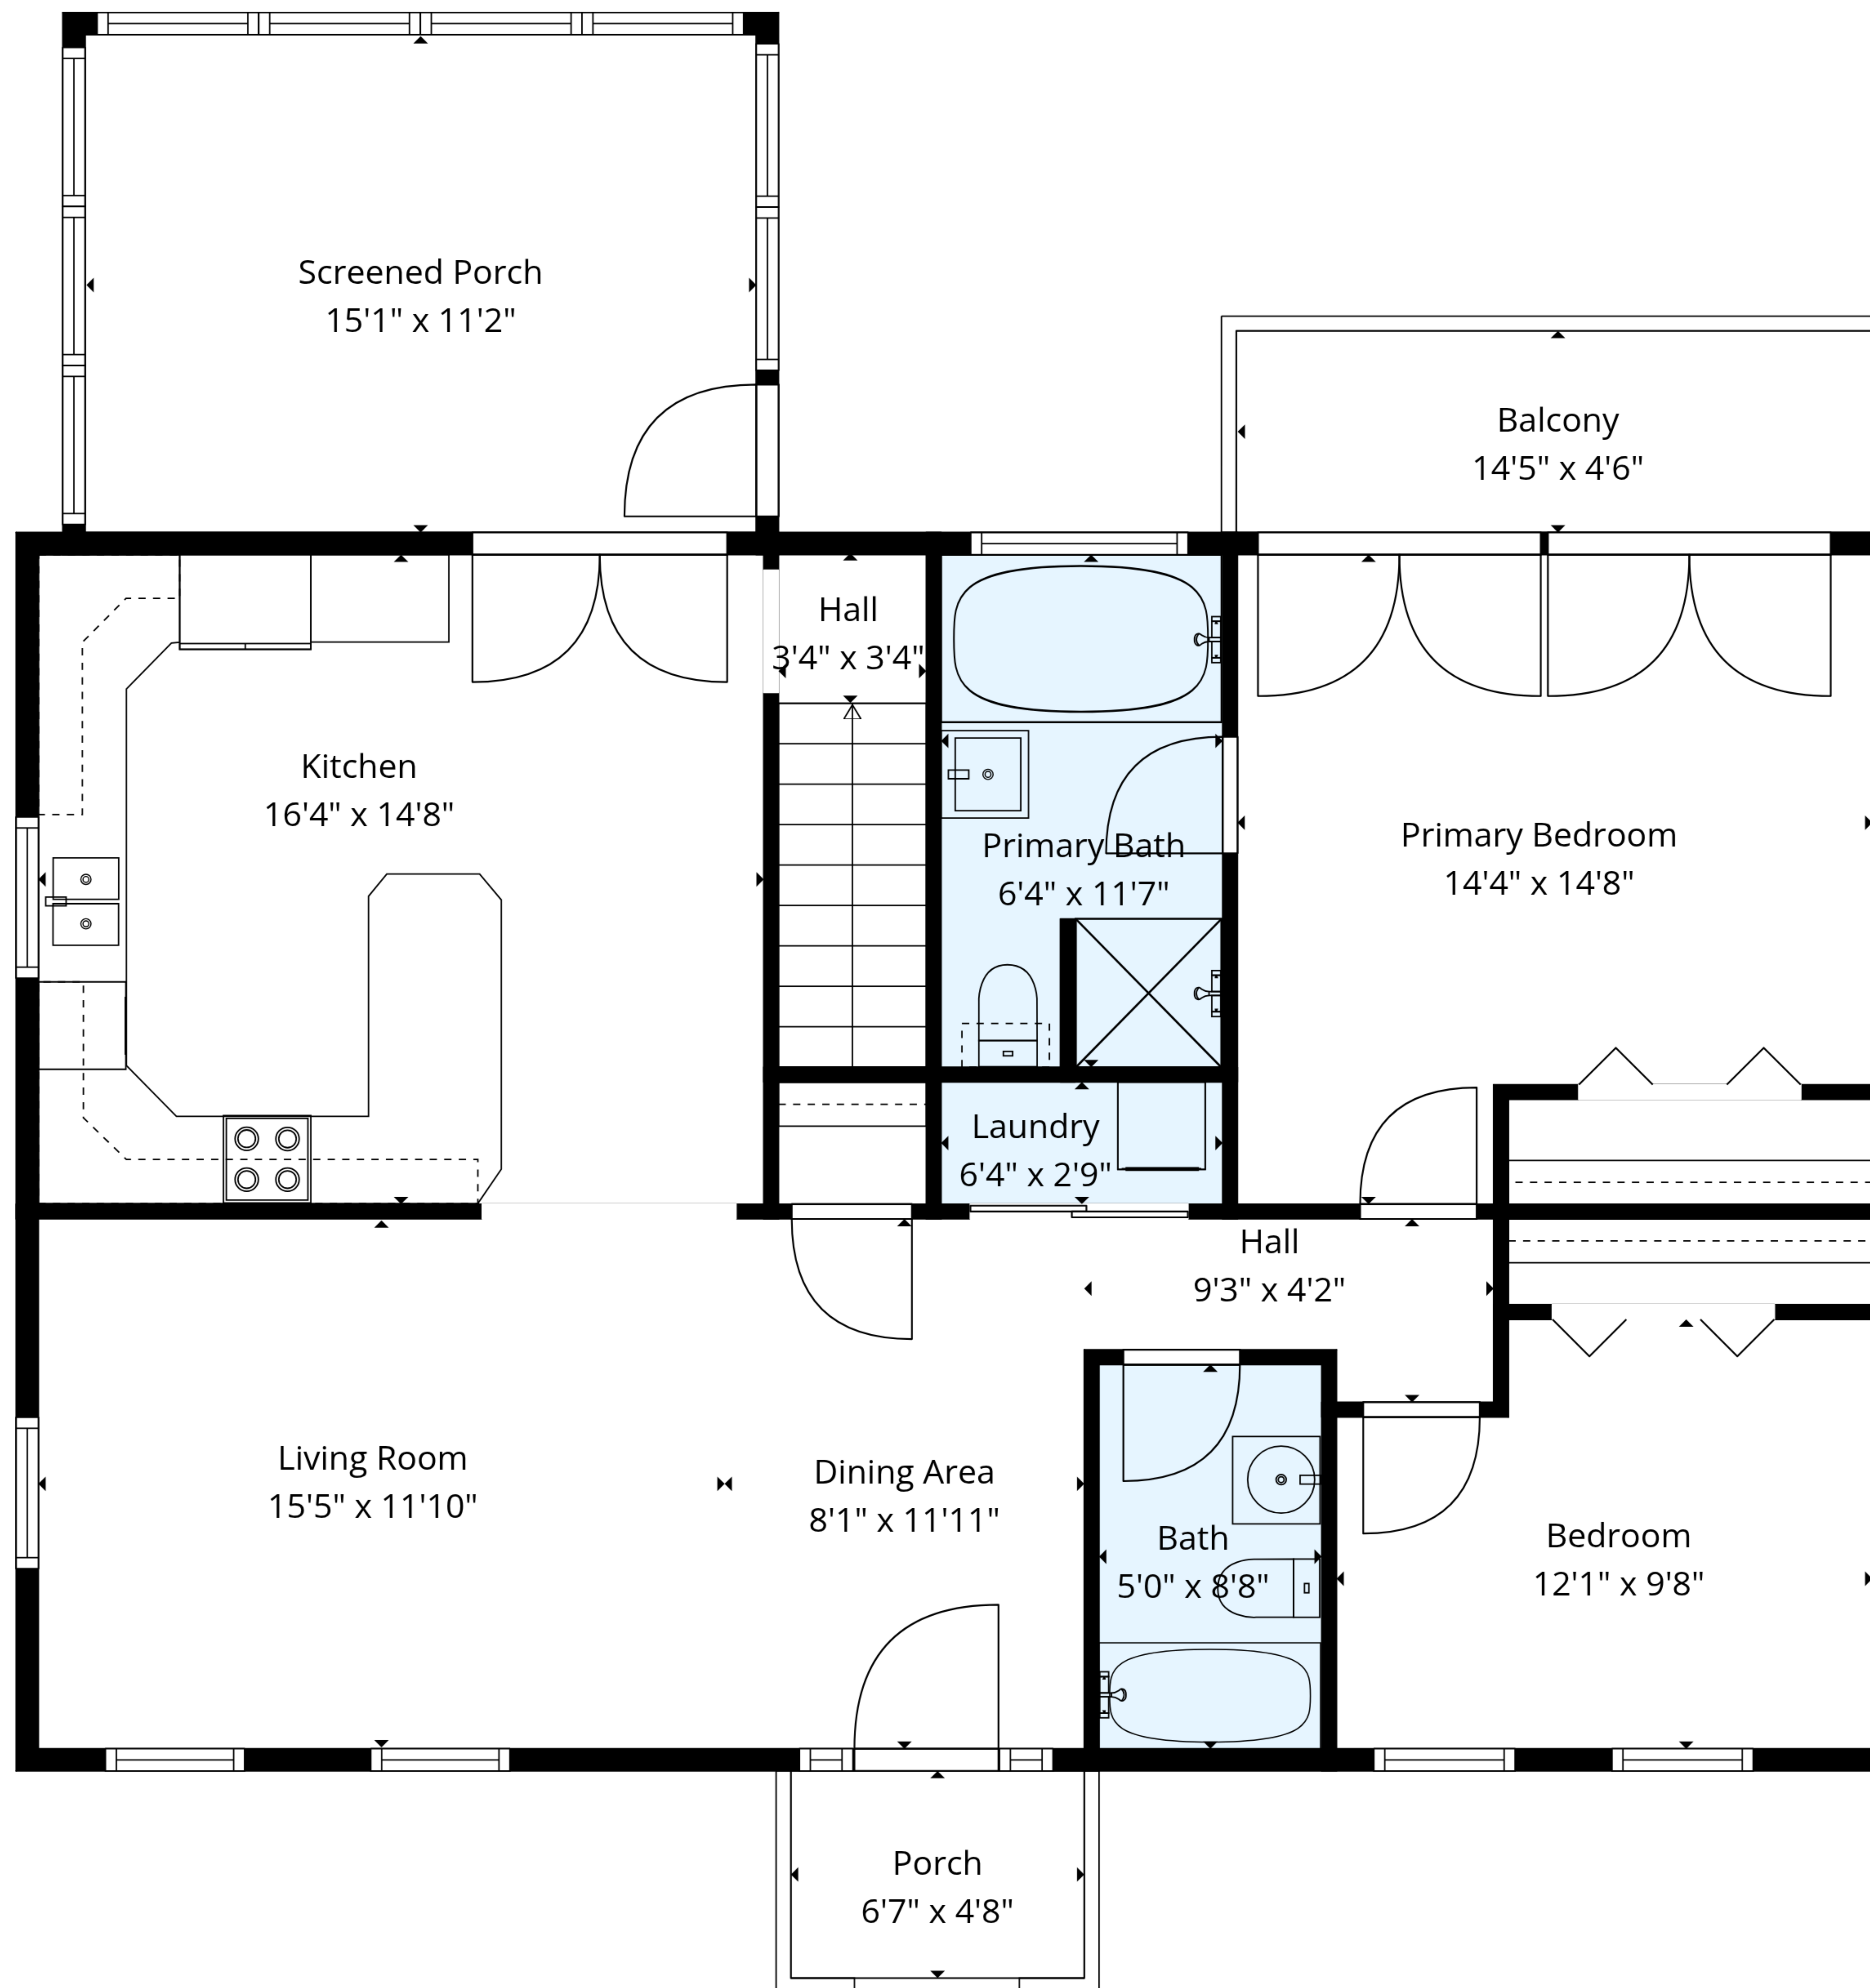 Screened Porch
15'1" x 11'2"
Balcony
14'5" x 4'6"
Hall
3'4" x 3'4"
Kitchen
16'4" x 14'8"
Primary Bath
6'4" x 11'7"
Primary Bedroom
14'4" x 14'8"
Laundry
6'4" x 2'9"
Hall
9'3" x 4'2"
Living Room
15'5" x 11'10"
Dining Area
8'1" x 11'11"
Bath
5'0" x 8'8"
Bedroom
12'1" x 9'8"
Porch
6'7" x 4'8"